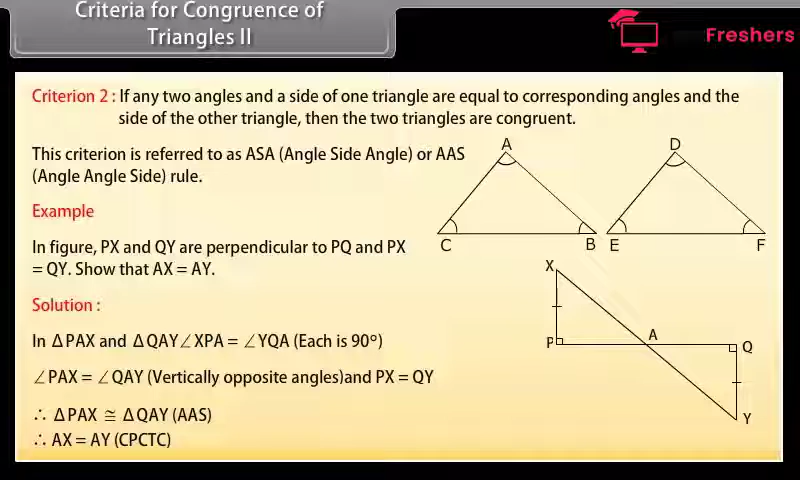 Criteria for Congruence of
Triangles II
Freshers
Criterion 2 : If any two angles and a side of one triangle are equal to corresponding angles and the
side of the other triangle, then the two triangles are congruent.
This criterion is referred to as ASA (Angle Side Angle) or AAS
(Angle Angle Side) rule.
A
D
C
B
E
F
Example
In figure, PX and QY are perpendicular to PQ and PX
= QY. Show that AX = AY.
Solution :
In ΔPAX and ΔQAY∠XPA = ∠YQA (Each is 90°)
∠PAX = ∠QAY (Vertically opposite angles)and PX = QY
∴ ΔPAX ≅ ΔQAY (AAS)
∴ AX = AY (CPCTC)
X
P
A
Q
Y